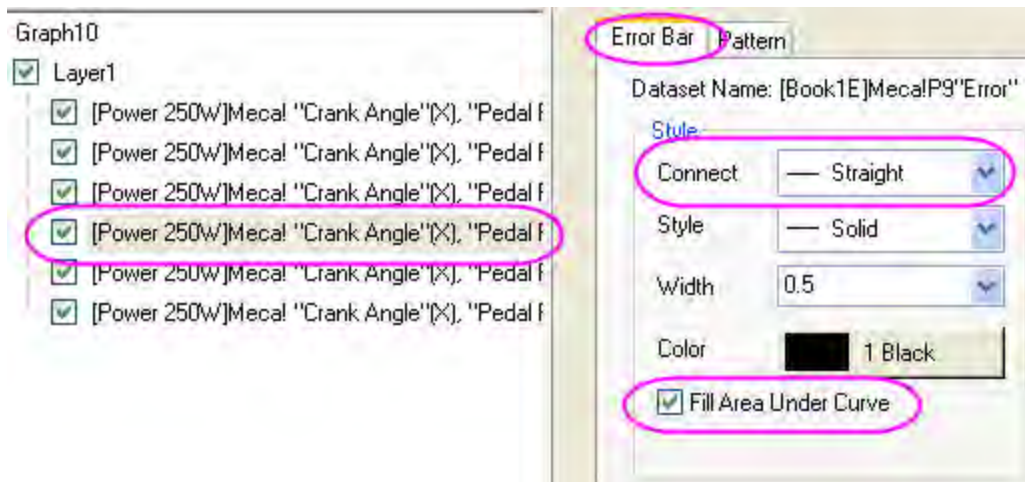 Graph10
Layer1
[Power 250W]Meca! "Crank Angle"(X), "Pedal
[Power 250W]Meca! "Crank Angle"(X), "Pedal
[Power 250W]Meca! "Crank Angle"(X), "Pedal
[Power 250W]Meca! "Crank Angle"(X), "Pedal
[Power 250W]Meca! "Crank Angle"(X), "Pedal
[Power 250W]Meca! "Crank Angle"(X), "Pedal
Error Bar Pattern
Dataset Name: [Book1E]Meca!P9"Error"
Style
Connect — Straight
Style — Solid
Width 0.5
Color 1 Black
Fill Area Under Curve